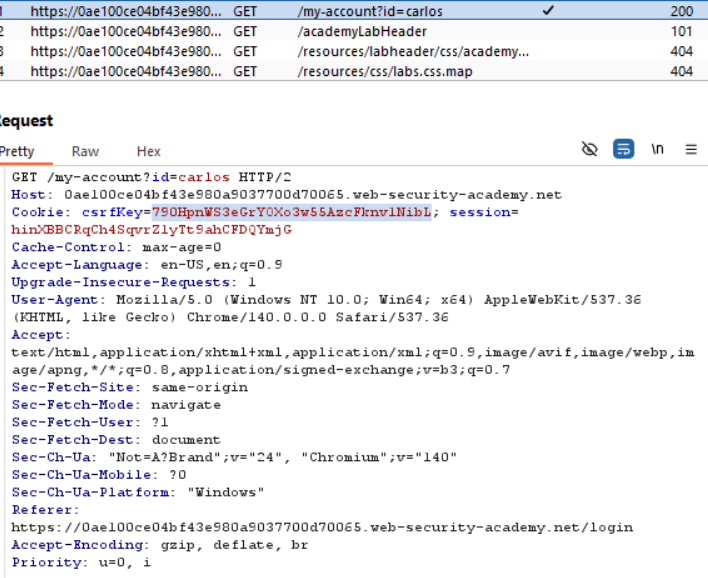 1 https://0ae100ce04bf43e980... GET /my-account?id=carlos ✓ 200
2 https://0ae100ce04bf43e980... GET /academyLabHeader 101
3 https://0ae100ce04bf43e980... GET /resources/labheader/css/academy... 404
4 https://0ae100ce04bf43e980... GET /resources/css/labs.css.map 404
Request
Pretty Raw Hex \n
GET /my-account?id=carlos HTTP/2
Host: 0ae100ce04bf43e980a9037700d70065.web-security-academy.net
Cookie: csrfKey=790HpnWS3eGrYOXo3w55AzcFknvlNibL; session=
hinXBBCRqCh4SqvrZlyTt9ahCFDQYmjG
Cache-Control: max-age=0
Accept-Language: en-US,en;q=0.9
Upgrade-Insecure-Requests: 1
User-Agent: Mozilla/5.0 (Windows NT 10.0; Win64; x64) AppleWebKit/537.36
(KHTML, like Gecko) Chrome/140.0.0.0 Safari/537.36
Accept:
text/html,application/xhtml+xml,application/xml;q=0.9,image/avif,image/webp,im
age/apng,*/*;q=0.8,application/signed-exchange;v=b3;q=0.7
Sec-Fetch-Site: same-origin
Sec-Fetch-Mode: navigate
Sec-Fetch-User: ?1
Sec-Fetch-Dest: document
Sec-Ch-Ua: "Not=A?Brand";v="24", "Chromium";v="140"
Sec-Ch-Ua-Mobile: ?0
Sec-Ch-Ua-Platform: "Windows"
Referer:
https://0ae100ce04bf43e980a9037700d70065.web-security-academy.net/login
Accept-Encoding: gzip, deflate, br
Priority: u=0, i